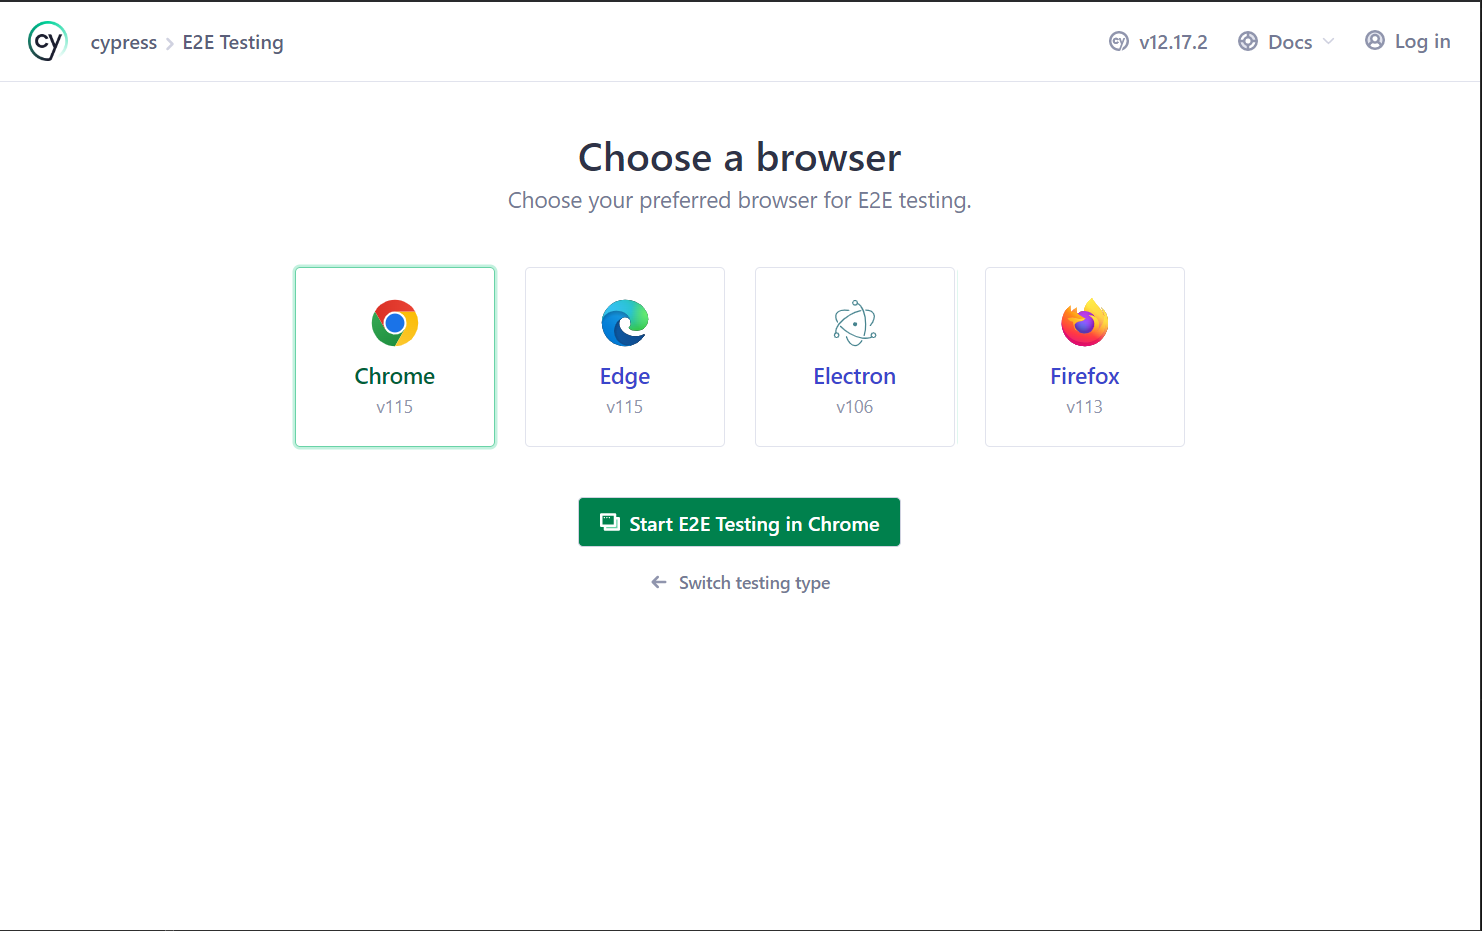 cy cypress > E2E Testing cy v12.17.2 Docs Log in
Choose a browser
Choose your preferred browser for E2E testing.
Chrome Edge Electron Firefox
v115 v115 v106 v113
Start E2E Testing in Chrome
← Switch testing type